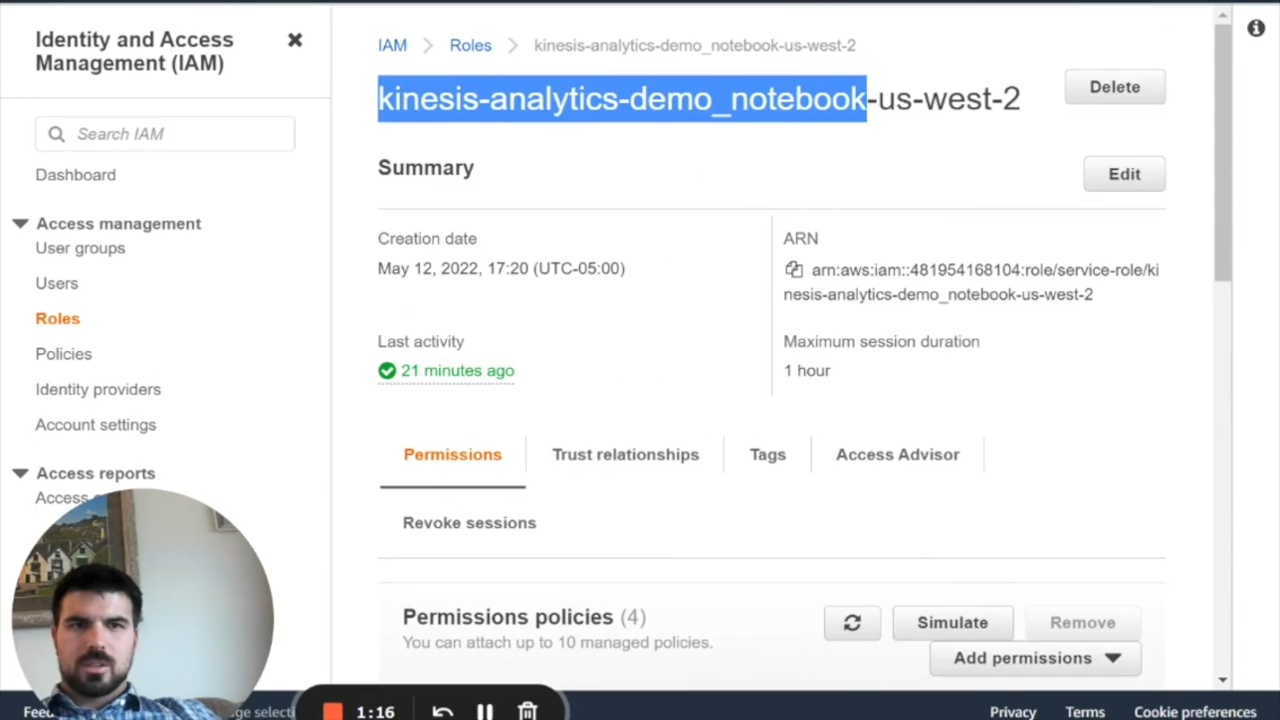 Identity and Access
Management (IAM)
Search IAM
Dashboard
Access management
User groups
Users
Roles
Policies
Identity providers
Account settings
Access reports
Access
IAM > Roles > kinesis-analytics-demo_notebook-us-west-2
kinesis-analytics-demo_notebook-us-west-2
Delete
Summary
Edit
Creation date
May 12, 2022, 17:20 (UTC-05:00)
ARN
arn:aws:iam::481954168104:role/service-role/ki
nesis-analytics-demo_notebook-us-west-2
Last activity
21 minutes ago
Maximum session duration
1 hour
Permissions
Trust relationships
Tags
Access Advisor
Revoke sessions
Permissions policies (4)
You can attach up to 10 managed policies.
Simulate
Remove
Add permissions
1:16
Privacy
Terms
Cookie preferences